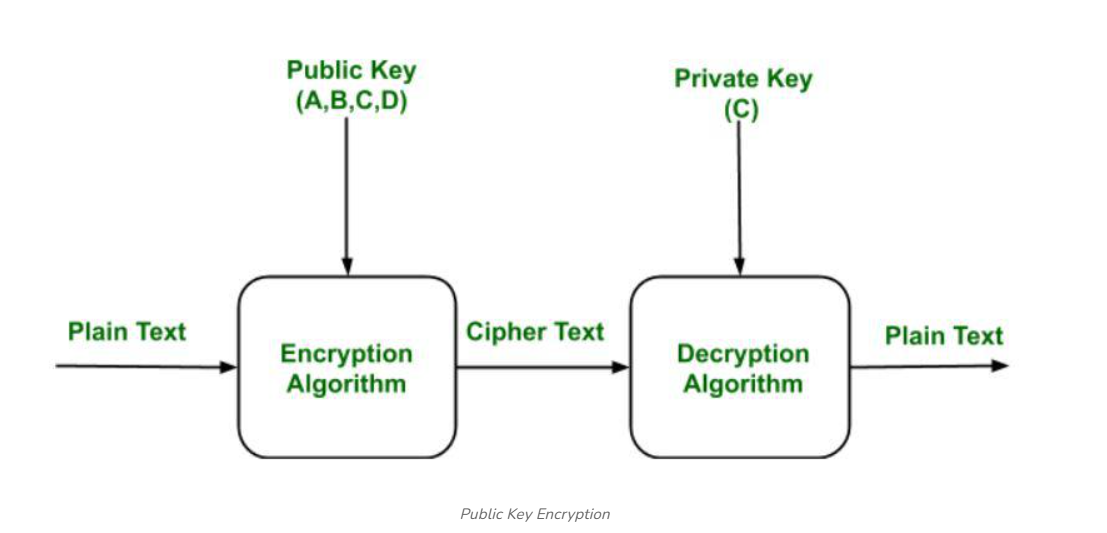 Public Key
(A,B,C,D)
Private Key
(C)
Plain Text
Encryption
Algorithm
Cipher Text
Decryption
Algorithm
Plain Text
Public Key Encryption